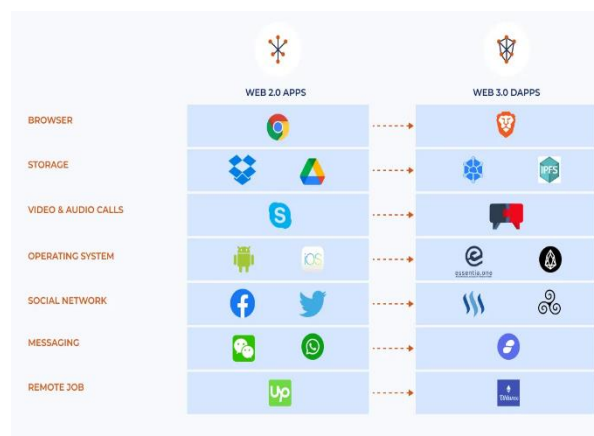 WEB 2.0 APPS
WEB 3.0 DAPPS
BROWSER
STORAGE
IPFS
VIDEO & AUDIO CALLS
S
OPERATING SYSTEM
iOS
essentia.one
SOCIAL NETWORK
MESSAGING
REMOTE JOB
Up